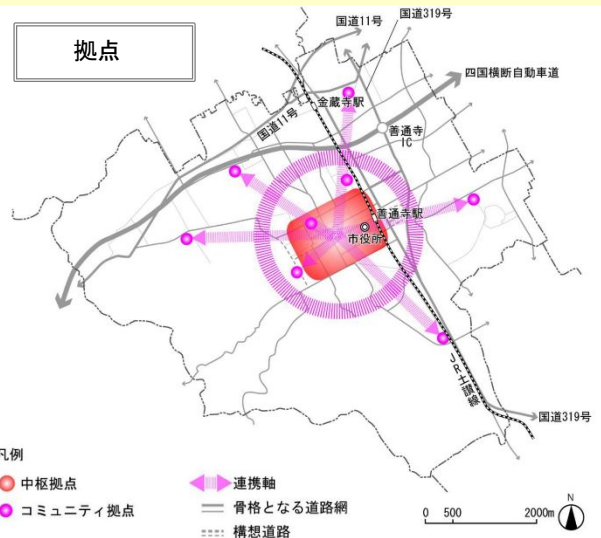 拠点
国道11号
国道319号
四国横断自動車道
金蔵寺駅
国道11号
善通寺
IC
善通寺駅
市役所
JR土讃線
国道319号
凡例
中枢拠点
コミュニティ拠点
連携軸
骨格となる道路網
構想道路
0 500 2000m
N